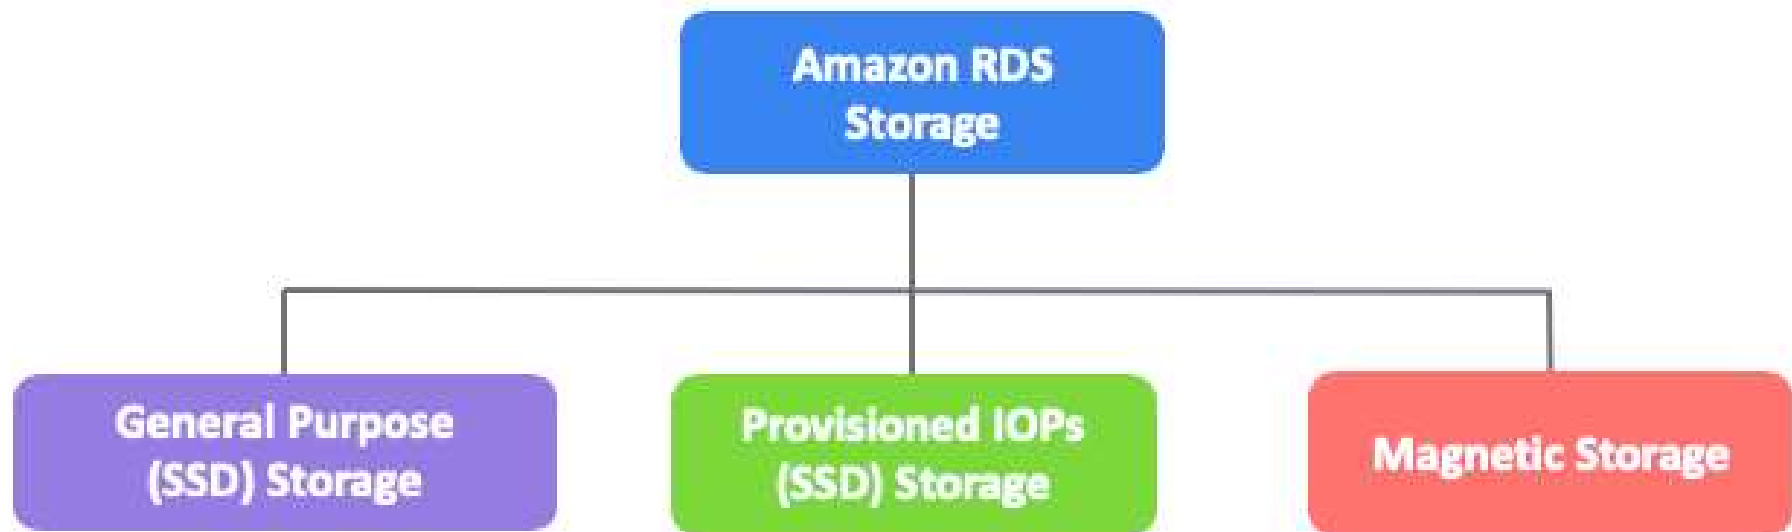 Amazon RDS
Storage
General Purpose
(SSD) Storage
Provisioned IOPs
(SSD) Storage
Magnetic Storage